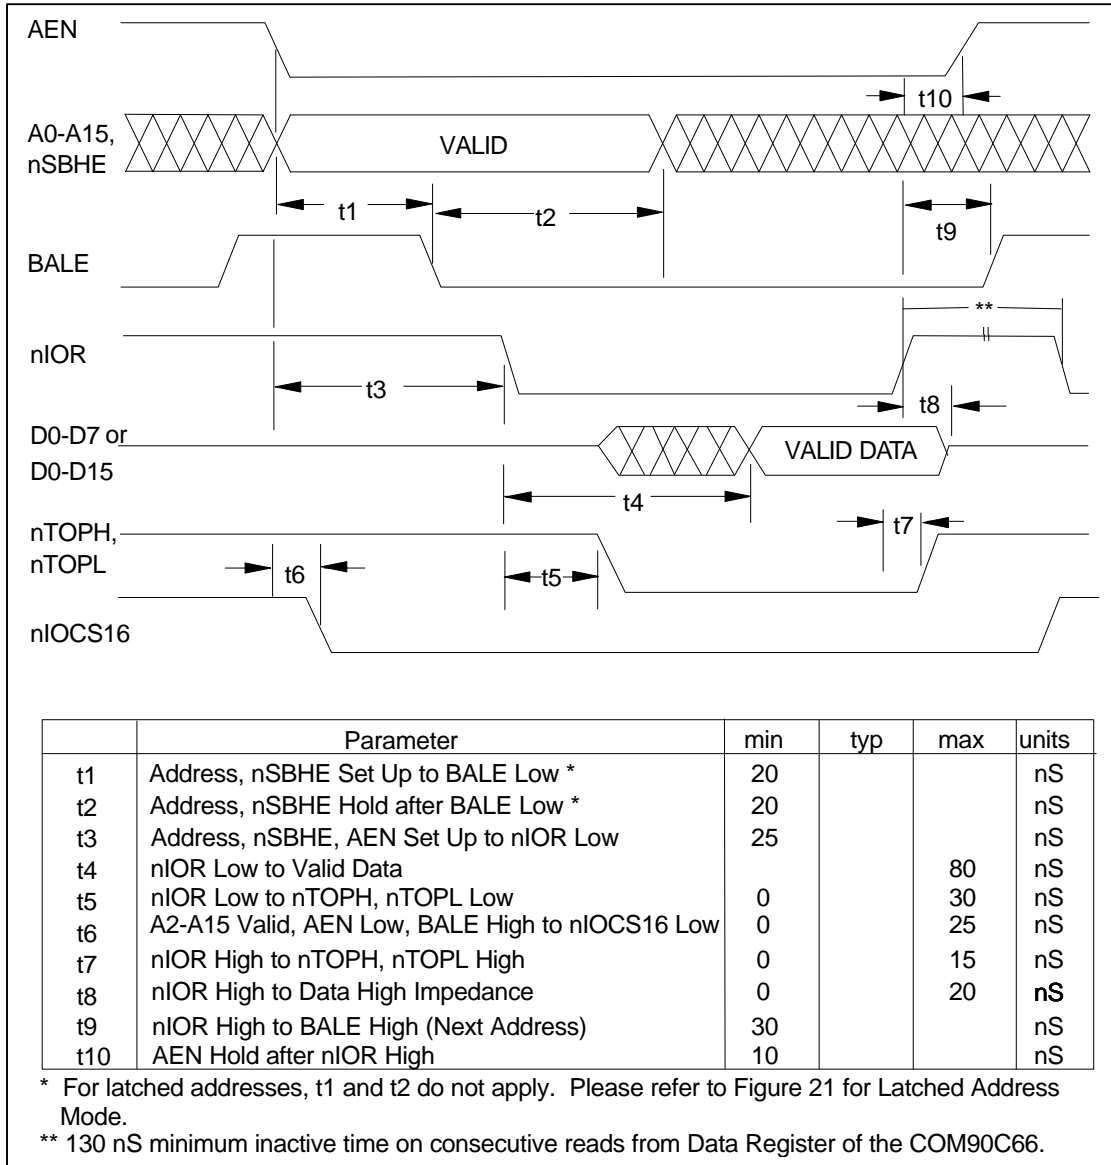 AEN
t10
A0-A15,
nSBHE
VALID
t1
t2
t9
BALE
**
nIOR
t3
t8
D0-D7 or
D0-D15
VALID DATA
t4
nTOPH,
nTOPL
t7
t6
t5
nIOCS16
Parameter min typ max units
t1 Address, nSBHE Set Up to BALE Low * 20 nS
t2 Address, nSBHE Hold after BALE Low * 20 nS
t3 Address, nSBHE, AEN Set Up to nIOR Low 25 nS
t4 nIOR Low to Valid Data 80 nS
t5 nIOR Low to nTOPH, nTOPL Low 0 30 nS
t6 A2-A15 Valid, AEN Low, BALE High to nIOCS16 Low 0 25 nS
t7 nIOR High to nTOPH, nTOPL High 0 15 nS
t8 nIOR High to Data High Impedance 0 20 nS
t9 nIOR High to BALE High (Next Address) 30 nS
t10 AEN Hold after nIOR High 10 nS
* For latched addresses, t1 and t2 do not apply. Please refer to Figure 21 for Latched Address
Mode.
** 130 nS minimum inactive time on consecutive reads from Data Register of the COM90C66.